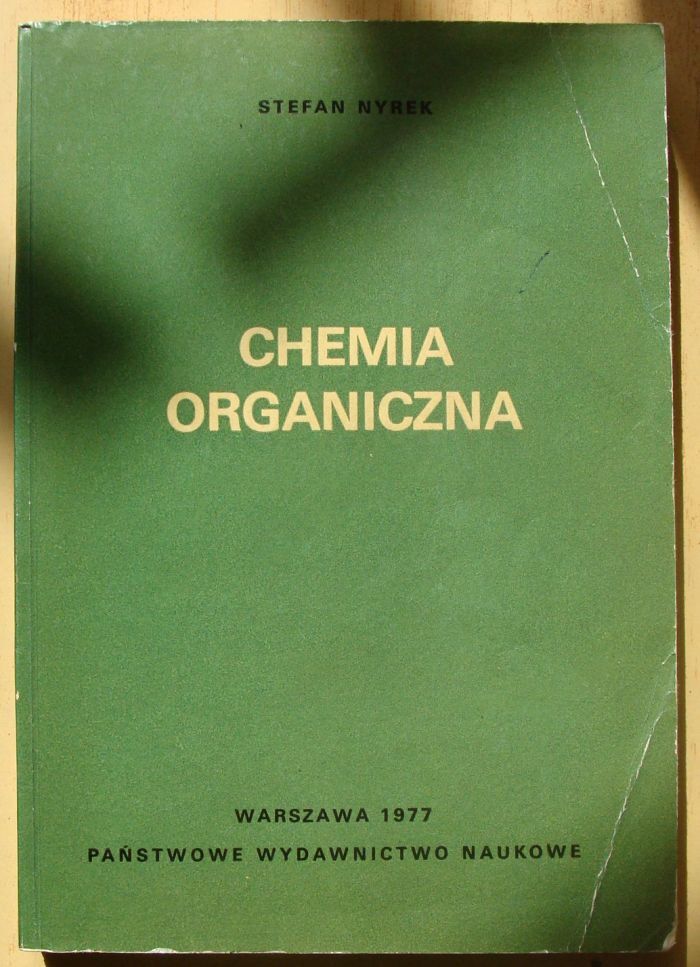 STEFAN NYREK
CHEMIA
ORGANICZNA
WARSZAWA 1977
PAŃSTWOWE WYDAWNICTWO NAUKOWE